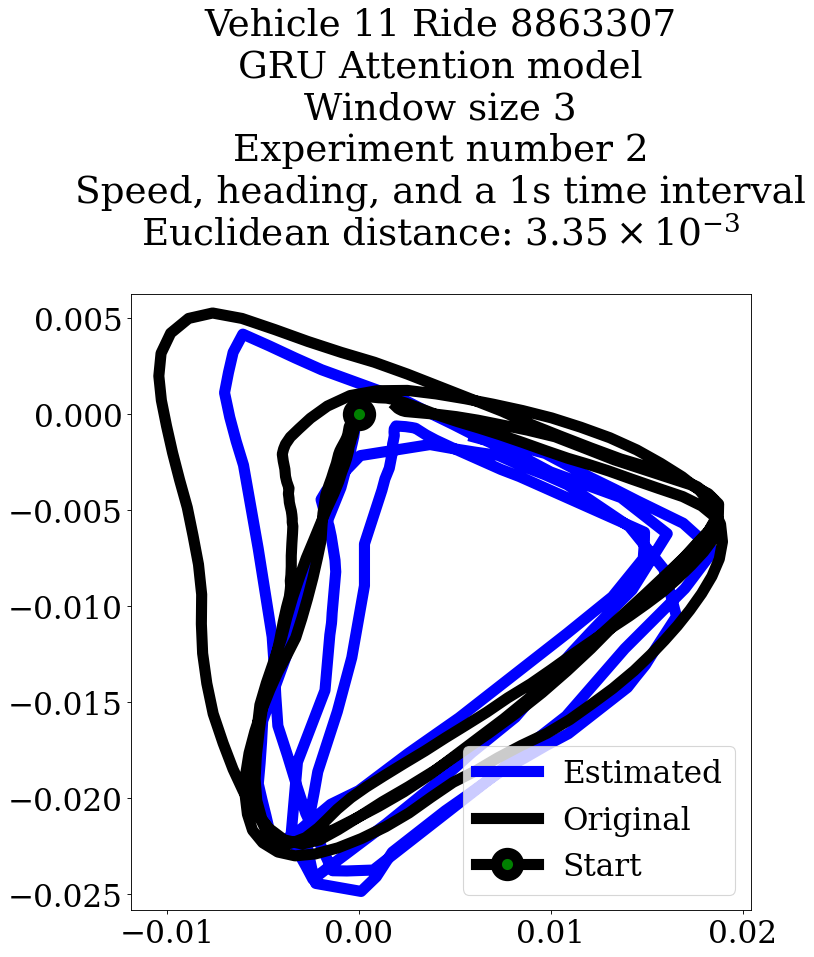 Vehicle 11 Ride 8863307
GRU Attention model
Window size 3
Experiment number 2
Speed, heading, and a 1s time interval
Euclidean distance: 3.35 × 10⁻³
0.005
0.000
−0.005
−0.010
−0.015
−0.020
−0.025
−0.01
0.00
0.01
0.02
Estimated
Original
Start